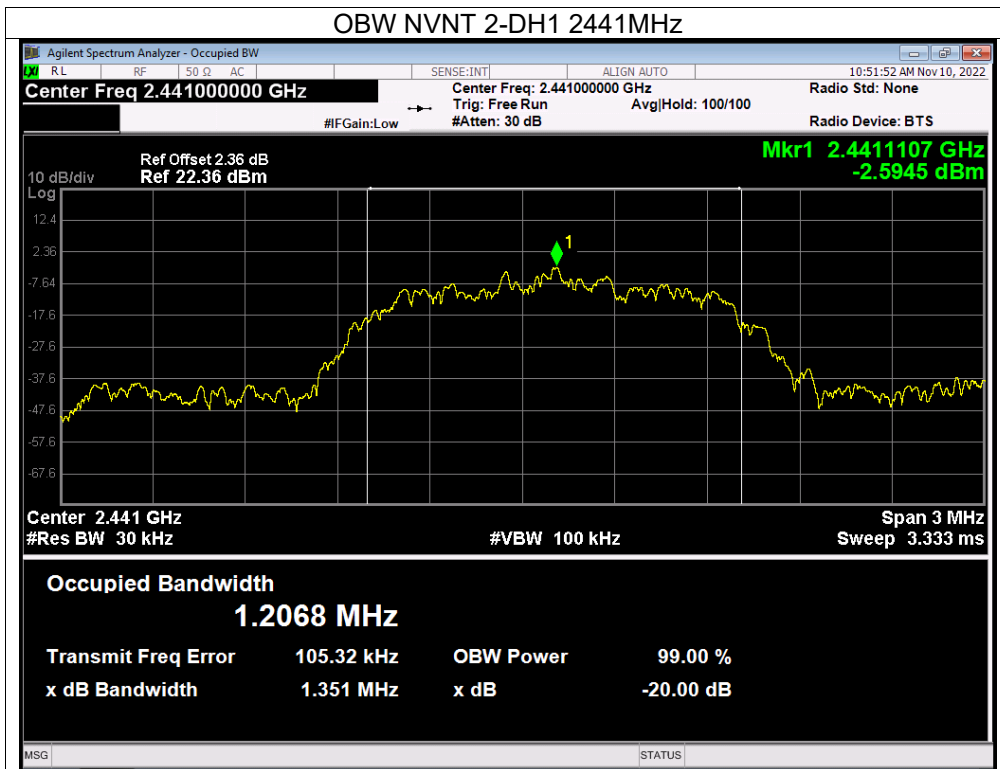 OBW NVNT 2-DH1 2441MHz
Agilent Spectrum Analyzer - Occupied BW
LXI RL RF 50 Ω AC SENSE:INT ALIGN AUTO 10:51:52 AM Nov 10, 2022
Center Freq 2.441000000 GHz Center Freq: 2.441000000 GHz Radio Std: None
Trig: Free Run Avg|Hold: 100/100
#IFGain:Low #Atten: 30 dB Radio Device: BTS
Mkr1 2.4411107 GHz
-2.5945 dBm
Ref Offset 2.36 dB
10 dB/div Ref 22.36 dBm
Log
12.4
1
2.36
-7.64
-17.6
-27.6
-37.6
-47.6
-57.6
-67.6
Center 2.441 GHz Span 3 MHz
#Res BW 30 kHz #VBW 100 kHz Sweep 3.333 ms
Occupied Bandwidth
1.2068 MHz
Transmit Freq Error 105.32 kHz OBW Power 99.00 %
x dB Bandwidth 1.351 MHz x dB -20.00 dB
MSG STATUS